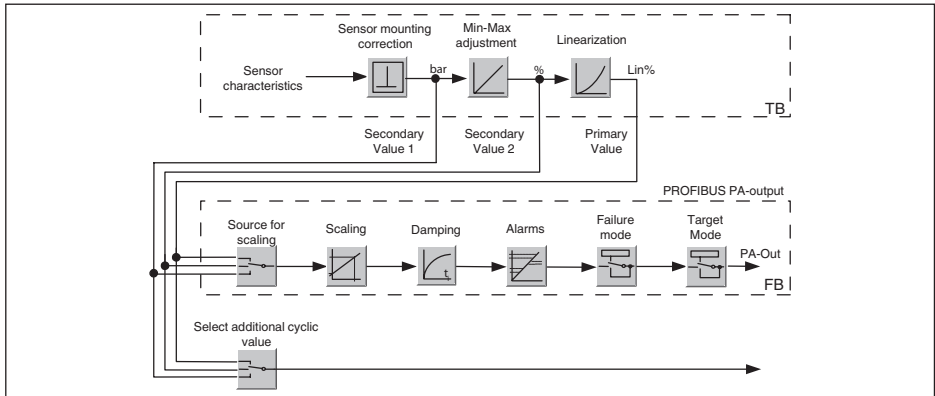 Sensor mounting
correction
Min-Max
adjustment
Linearization
Sensor
characteristics
bar
%
Lin%
TB
Secondary
Value 1
Secondary
Value 2
Primary
Value
PROFIBUS PA-output
Source for
scaling
Scaling
Damping
Alarms
Failure
mode
Target
Mode
t
PA-Out
FB
Select additional cyclic
value